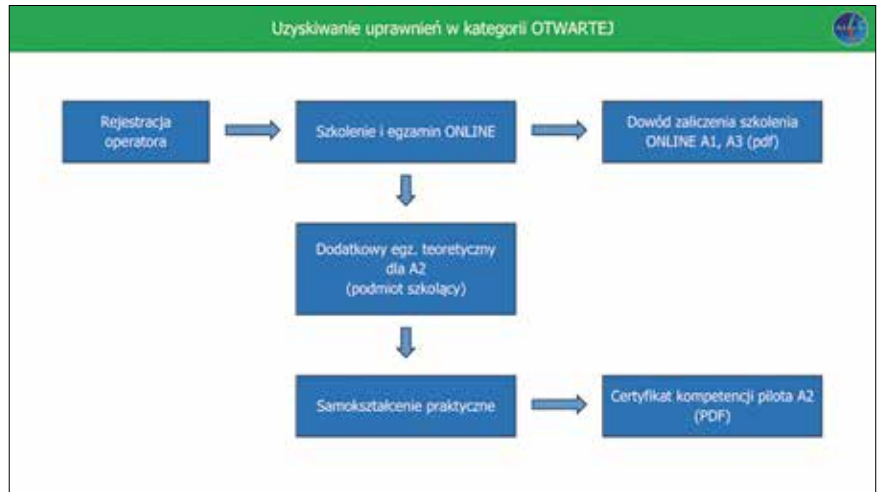 Uzyskiwanie uprawnień w kategorii OTWARTEJ
Rejestracja
operatora
Szkolenie i egzamin ONLINE
Dowód zaliczenia szkolenia
ONLINE A1, A3 (pdf)
Dodatkowy egz. teoretyczny
dla A2
(podmiot szkolący)
Samokształcenie praktyczne
Certyfikat kompetencji pilota A2
(PDF)